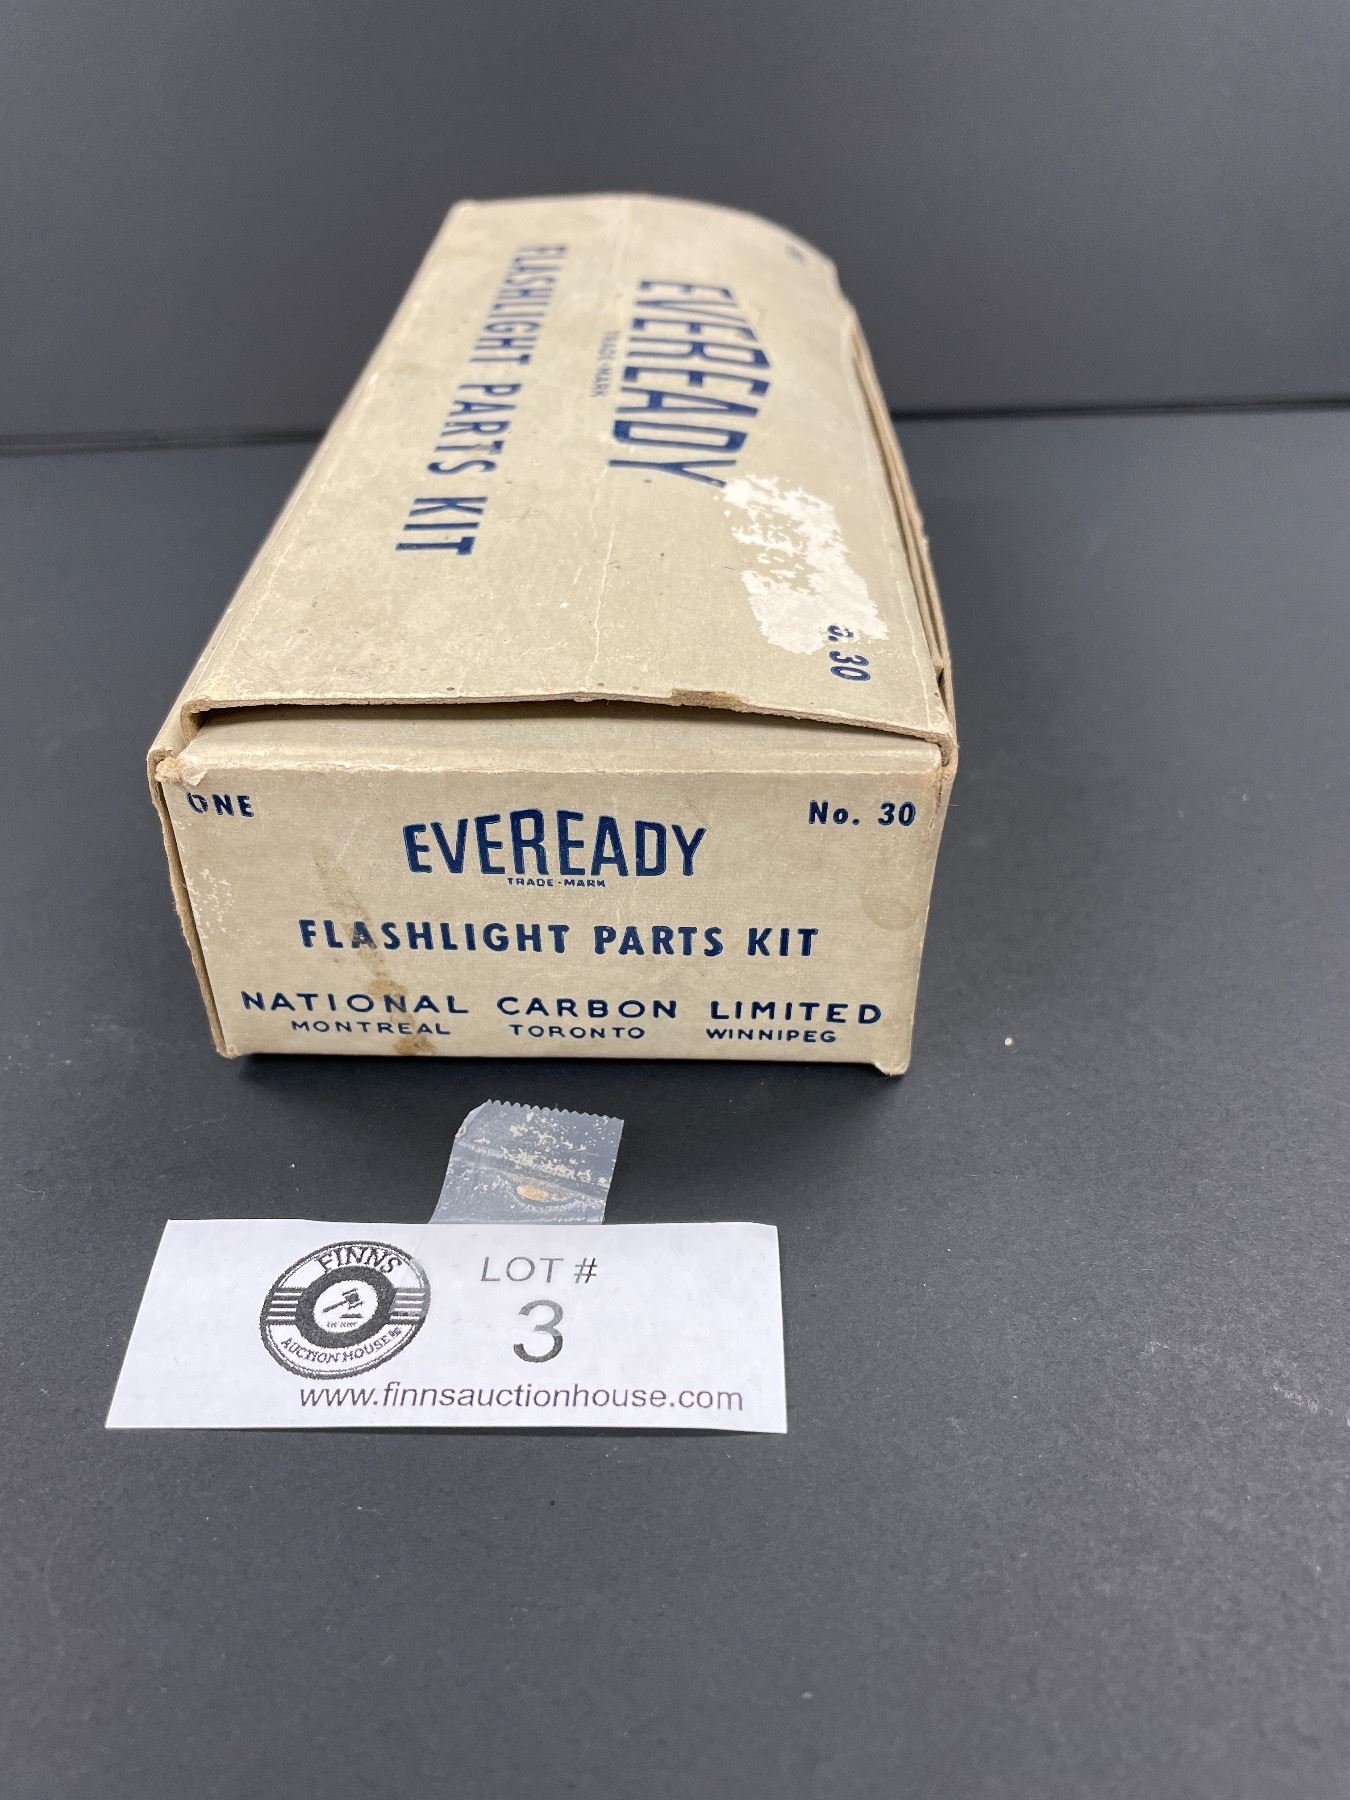 EVEREADY
TRADE-MARK
FLASHLIGHT PARTS KIT
. 30
ONE
No. 30
EVEREADY
TRADE-MARK
FLASHLIGHT PARTS KIT
NATIONAL CARBON LIMITED
MONTREAL TORONTO WINNIPEG
FINNS
AUCTION HOUSE
LOT #
3
www.finnsauctionhouse.com